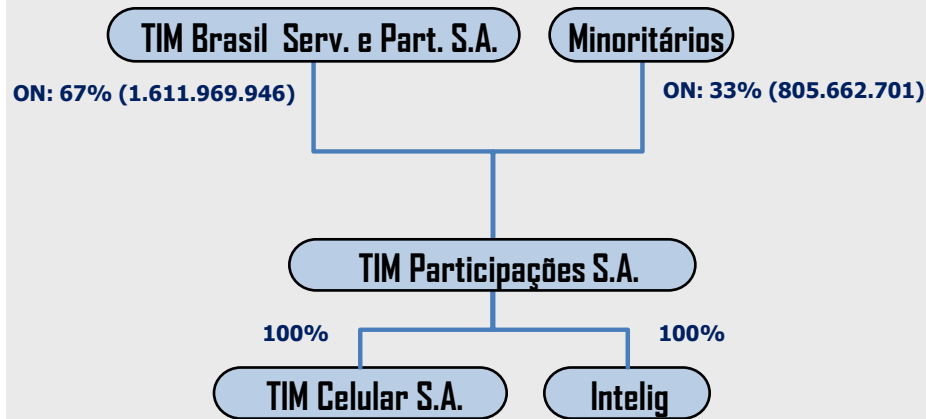 TIM Brasil Serv. e Part. S.A.
Minoritários
ON: 67% (1.611.969.946)
ON: 33% (805.662.701)
TIM Participações S.A.
100%
100%
TIM Celular S.A.
Intelig